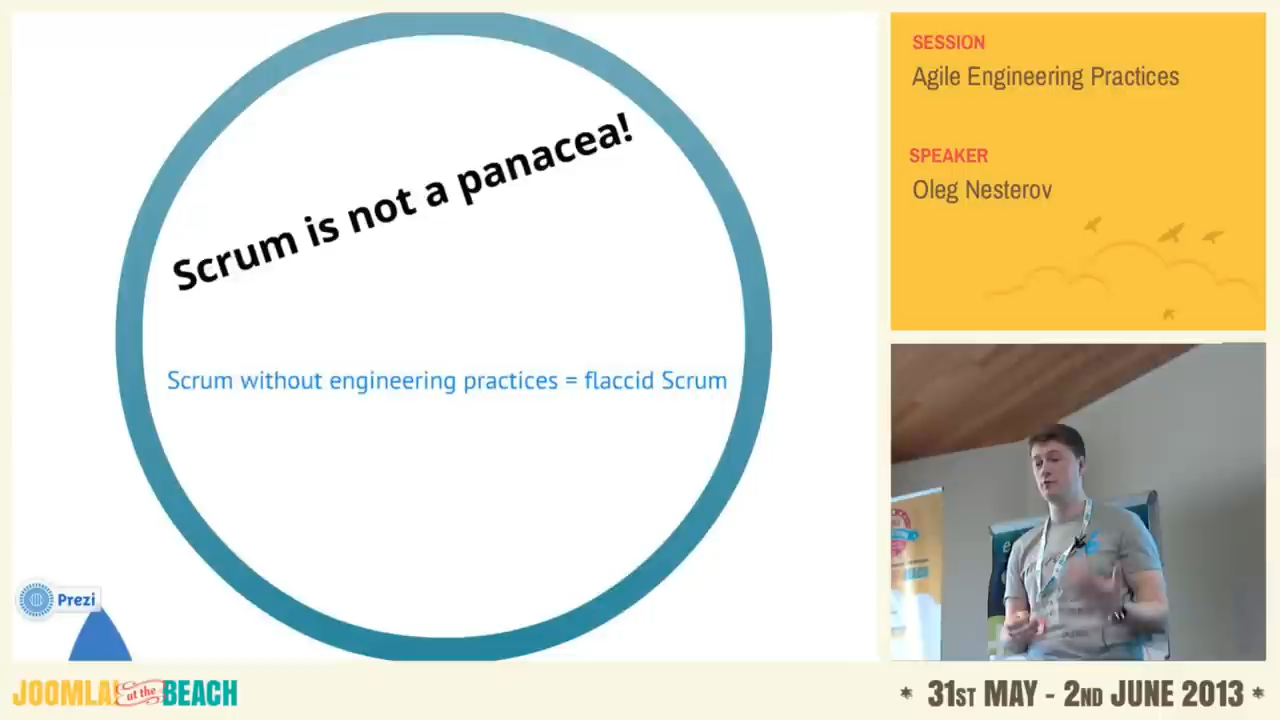 Scrum is not a panacea!
Scrum without engineering practices = flaccid Scrum
Prezi
SESSION
Agile Engineering Practices
SPEAKER
Oleg Nesterov
JOOMLA! at the BEACH
* 31ST MAY - 2ND JUNE 2013 *